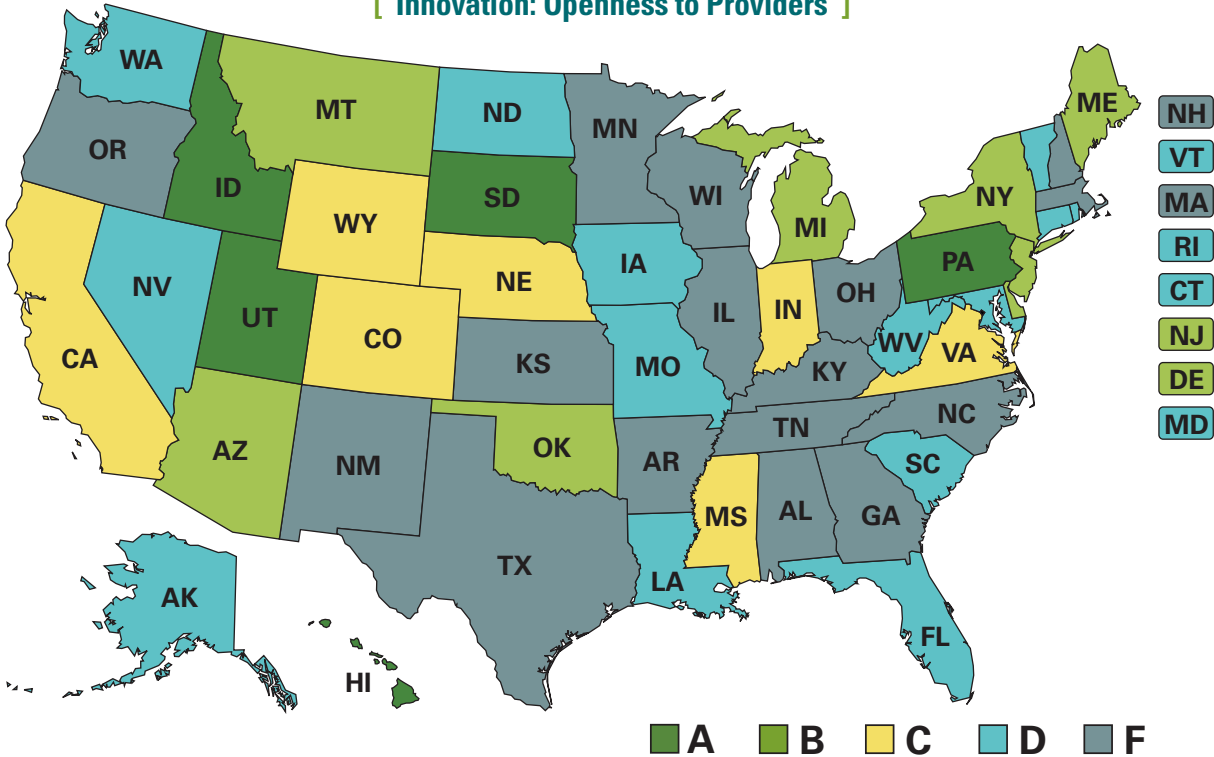 [ Innovation: Openness to Providers ]
WA
OR
CA
NV
ID
MT
WY
UT
AZ
CO
NM
ND
SD
NE
KS
OK
TX
MN
IA
MO
AR
LA
WI
IL
MI
IN
OH
KY
TN
MS
AL
GA
FL
SC
NC
VA
WV
PA
NY
ME
AK
HI
NH
VT
MA
RI
CT
NJ
DE
MD
A B C D F